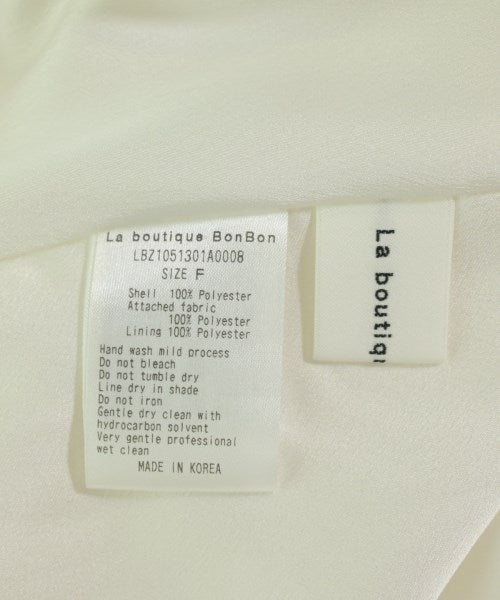 La boutique BonBon
LBZ1051301A0008
SIZE F
Shell 100% Polyester
Attached fabric
100% Polyester
Lining 100% Polyester
Hand wash mild process
Do not bleach
Do not tumble dry
Line dry in shade
Do not iron
Gentle dry clean with
hydrocarbon solvent
Very gentle professional
wet clean
MADE IN KOREA
La boutiq